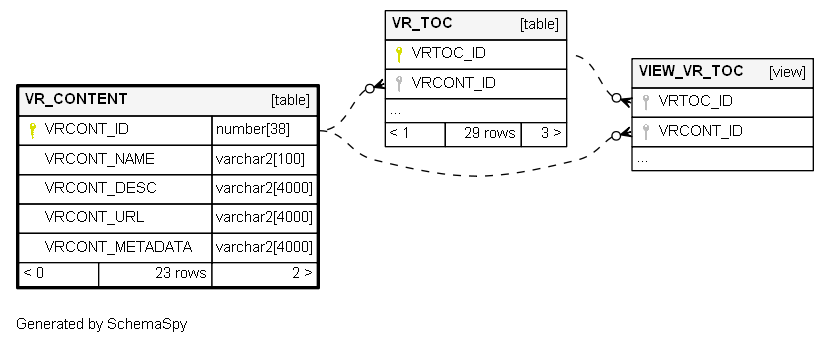 VR_CONTENT [table]
VRCONT_ID number[38]
VRCONT_NAME varchar2[100]
VRCONT_DESC varchar2[4000]
VRCONT_URL varchar2[4000]
VRCONT_METADATA varchar2[4000]
< 0 23 rows 2 >
VR_TOC [table]
VRTOC_ID
VRCONT_ID
...
< 1 29 rows 3 >
VIEW_VR_TOC [view]
VRTOC_ID
VRCONT_ID
...
Generated by SchemaSpy